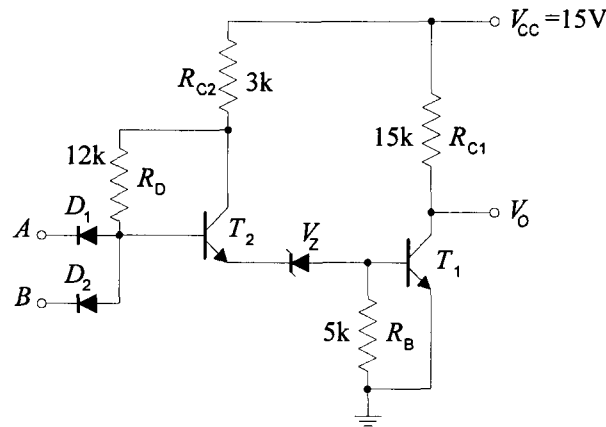 V_CC = 15V
R_C2 3k
15k R_C1
12k R_D
D_1
A
T_2
V_Z
V_O
T_1
D_2
B
5k R_B